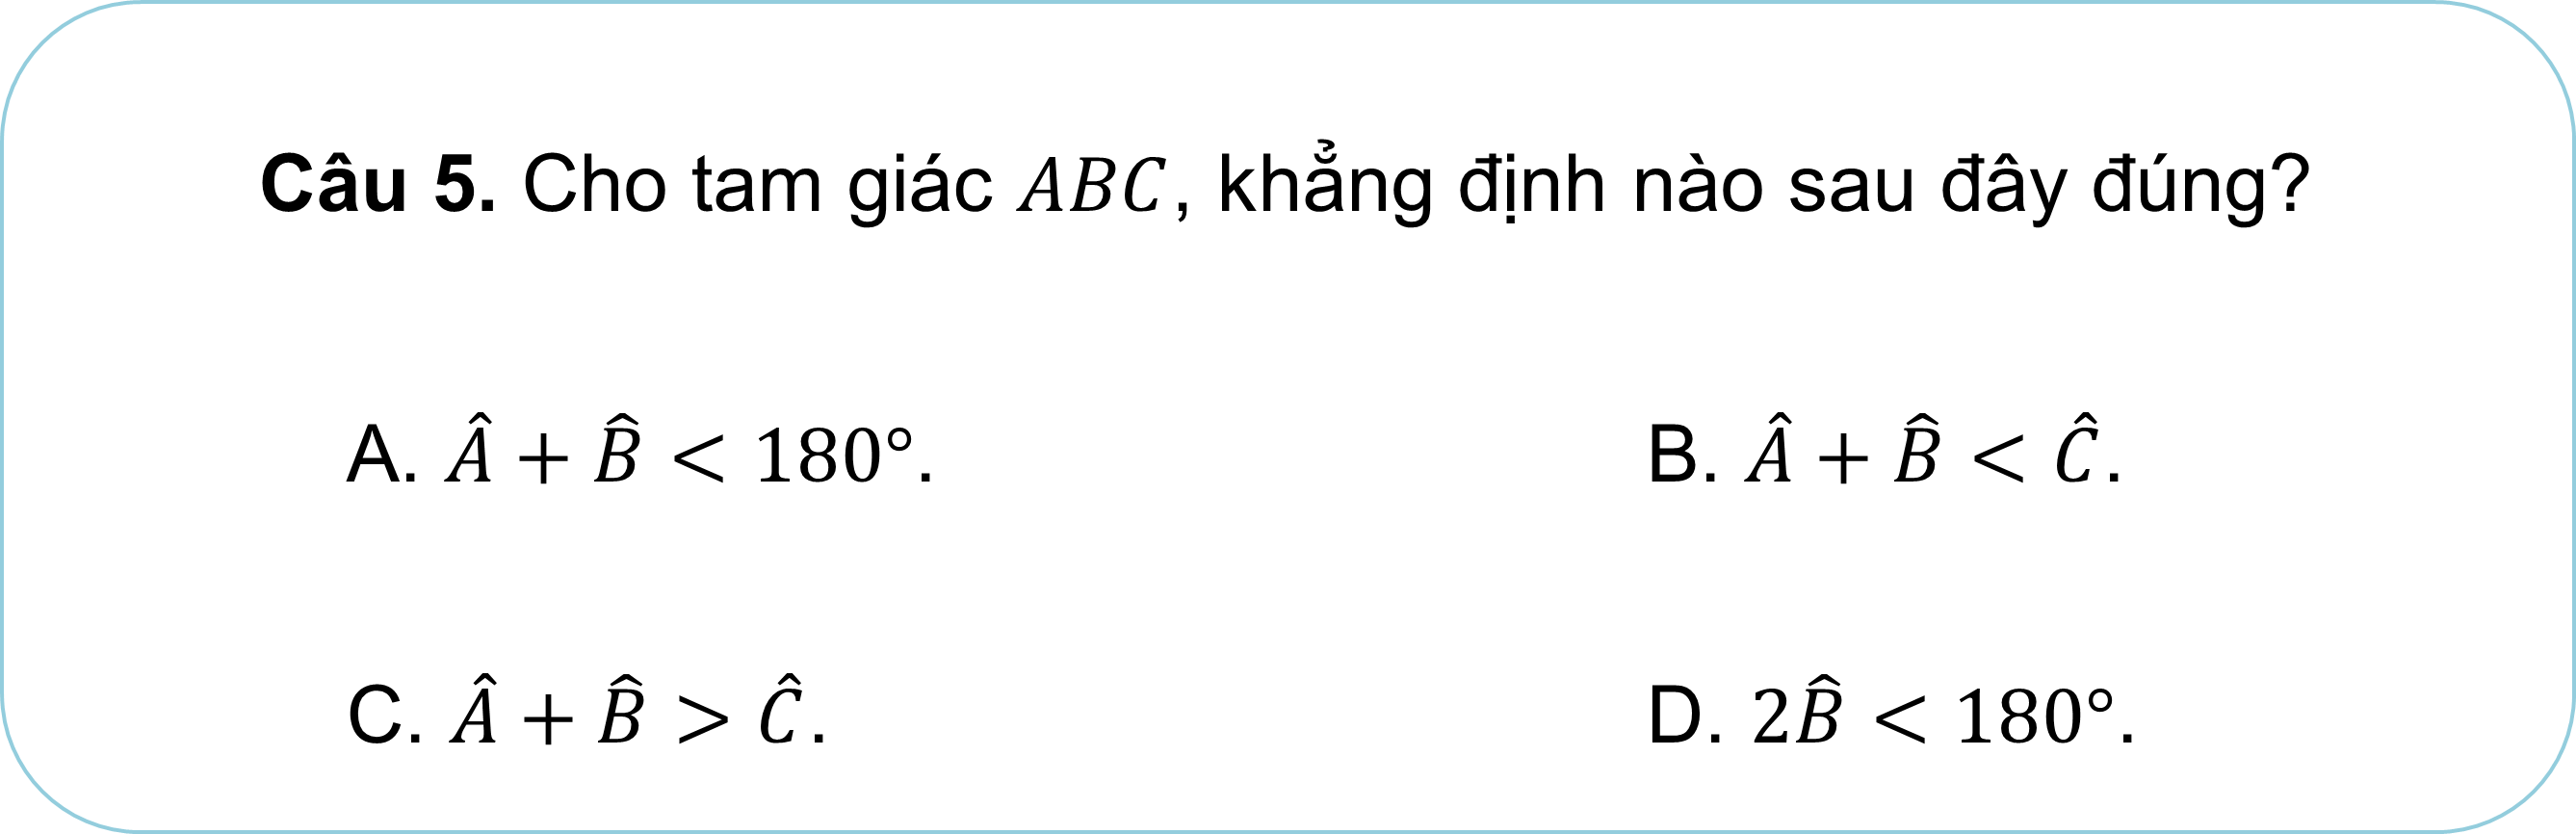 Câu 5. Cho tam giác ABC, khẳng định nào sau đây đúng?
A. Â + B̂ < 180°. B. Â + B̂ < Ĉ.
C. Â + B̂ > Ĉ. D. 2B̂ < 180°.